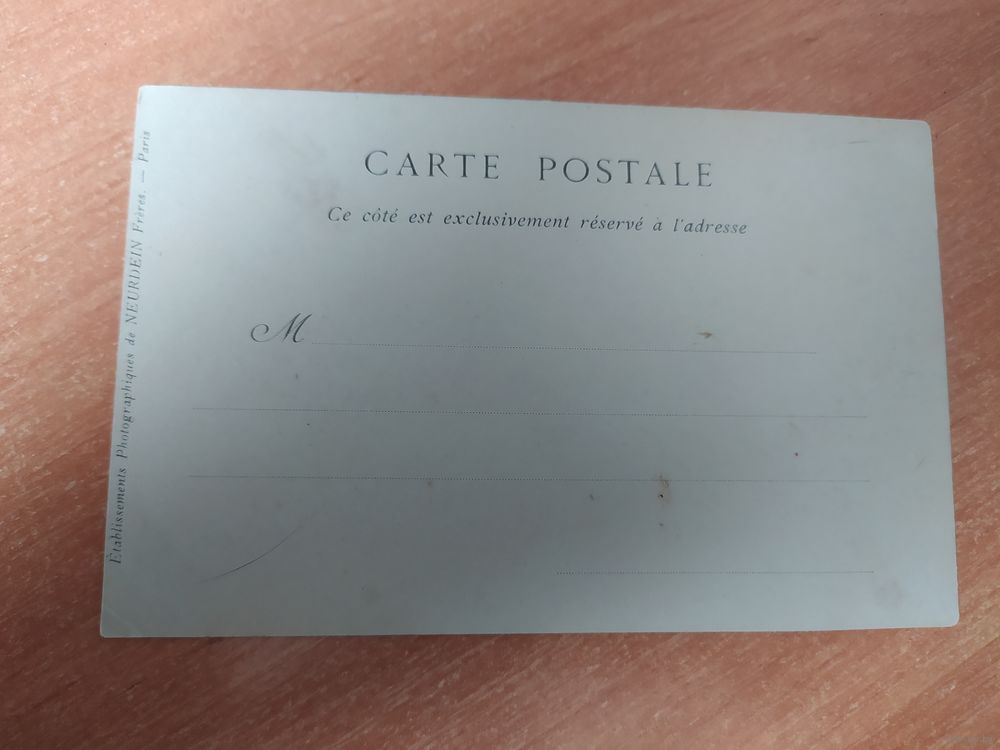 CARTE POSTALE
Ce côté est exclusivement réservé à l'adresse
M
Établissements Photographiques de NEURDEIN Frères. — Paris